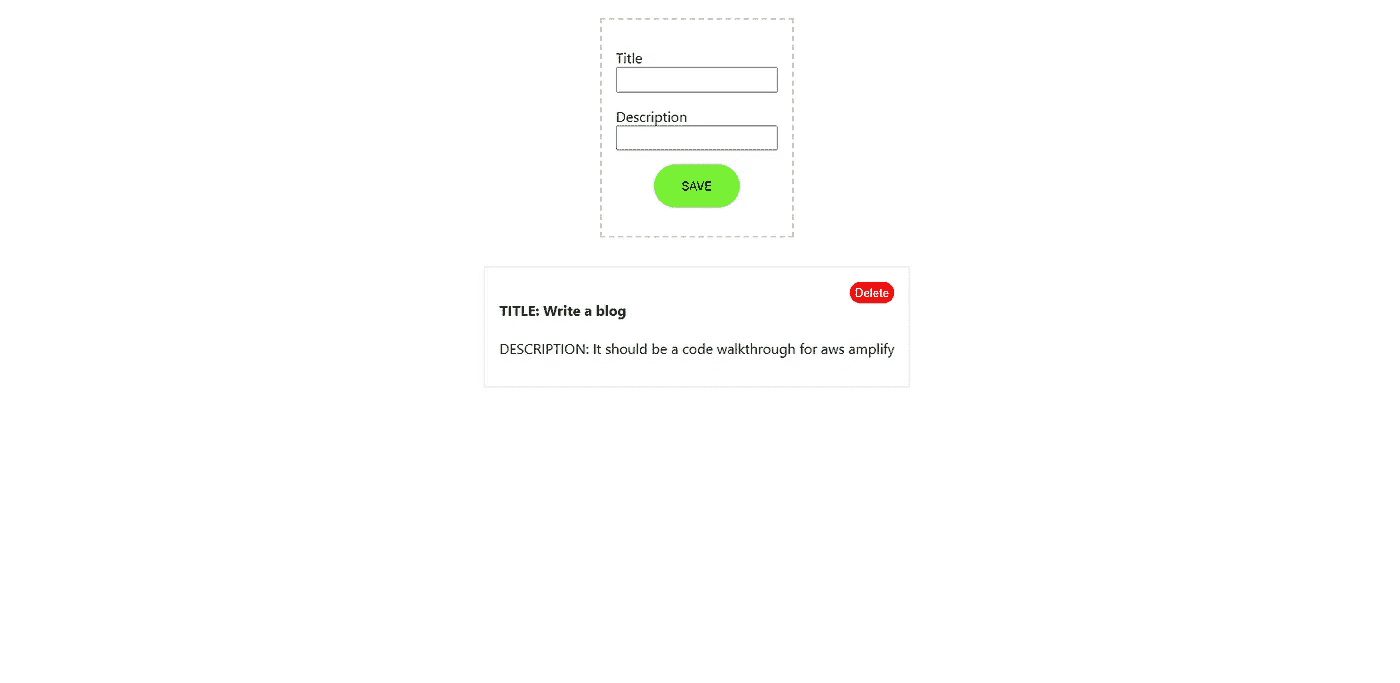 Title
Description
SAVE
Delete
TITLE: Write a blog
DESCRIPTION: It should be a code walkthrough for aws amplify